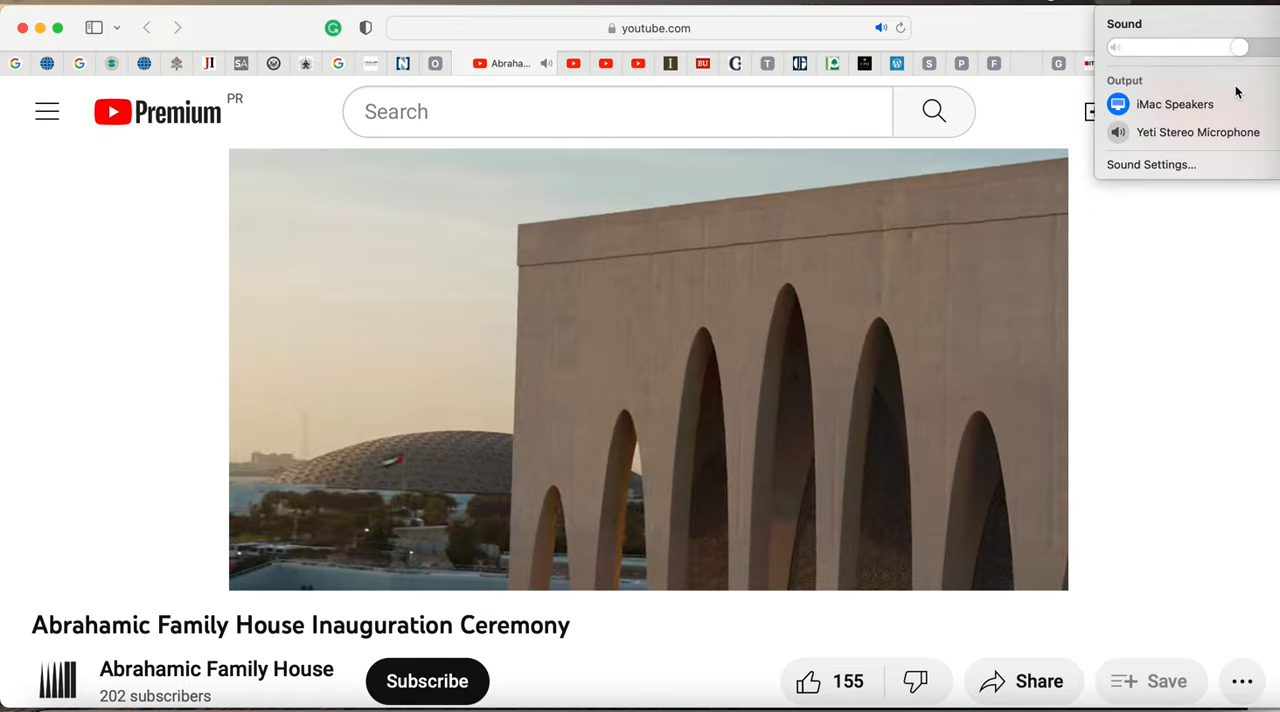 youtube.com
Sound
Abraha...
Output
iMac Speakers
Yeti Stereo Microphone
Sound Settings...
Premium PR
Search
Abrahamic Family House Inauguration Ceremony
Abrahamic Family House
202 subscribers
Subscribe
155
Share
Save